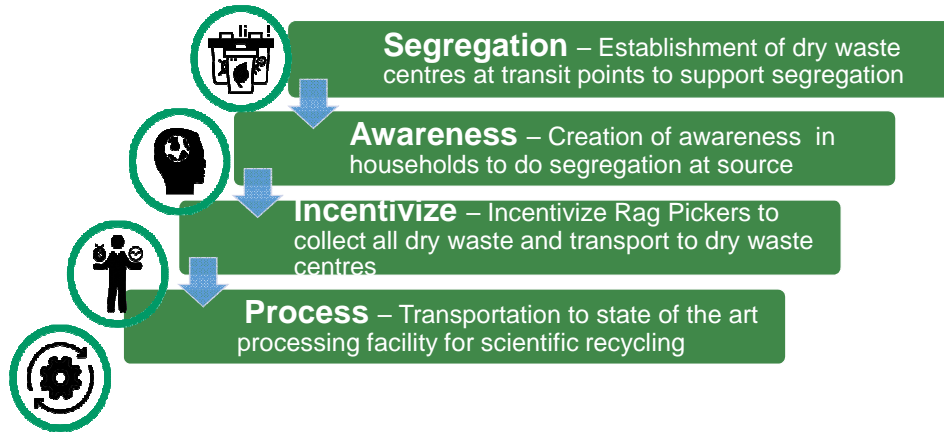 Segregation – Establishment of dry waste
centres at transit points to support segregation
Awareness – Creation of awareness in
households to do segregation at source
Incentivize – Incentivize Rag Pickers to
collect all dry waste and transport to dry waste
centres
Process – Transportation to state of the art
processing facility for scientific recycling